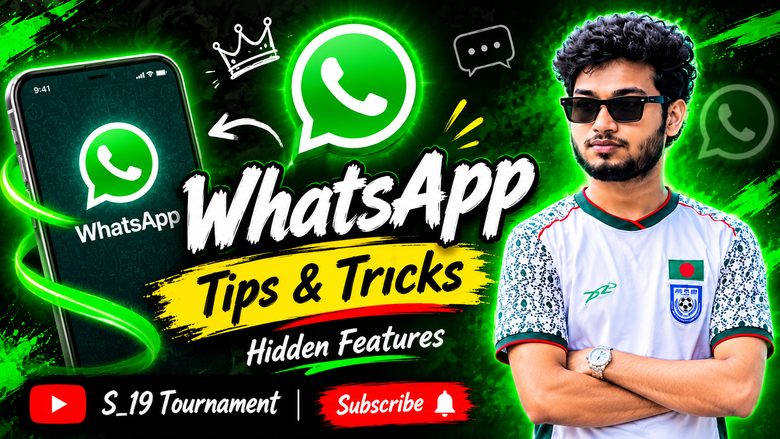 9:41
WhatsApp
WhatsApp
Tips & Tricks
Hidden Features
S_19 Tournament | Subscribe